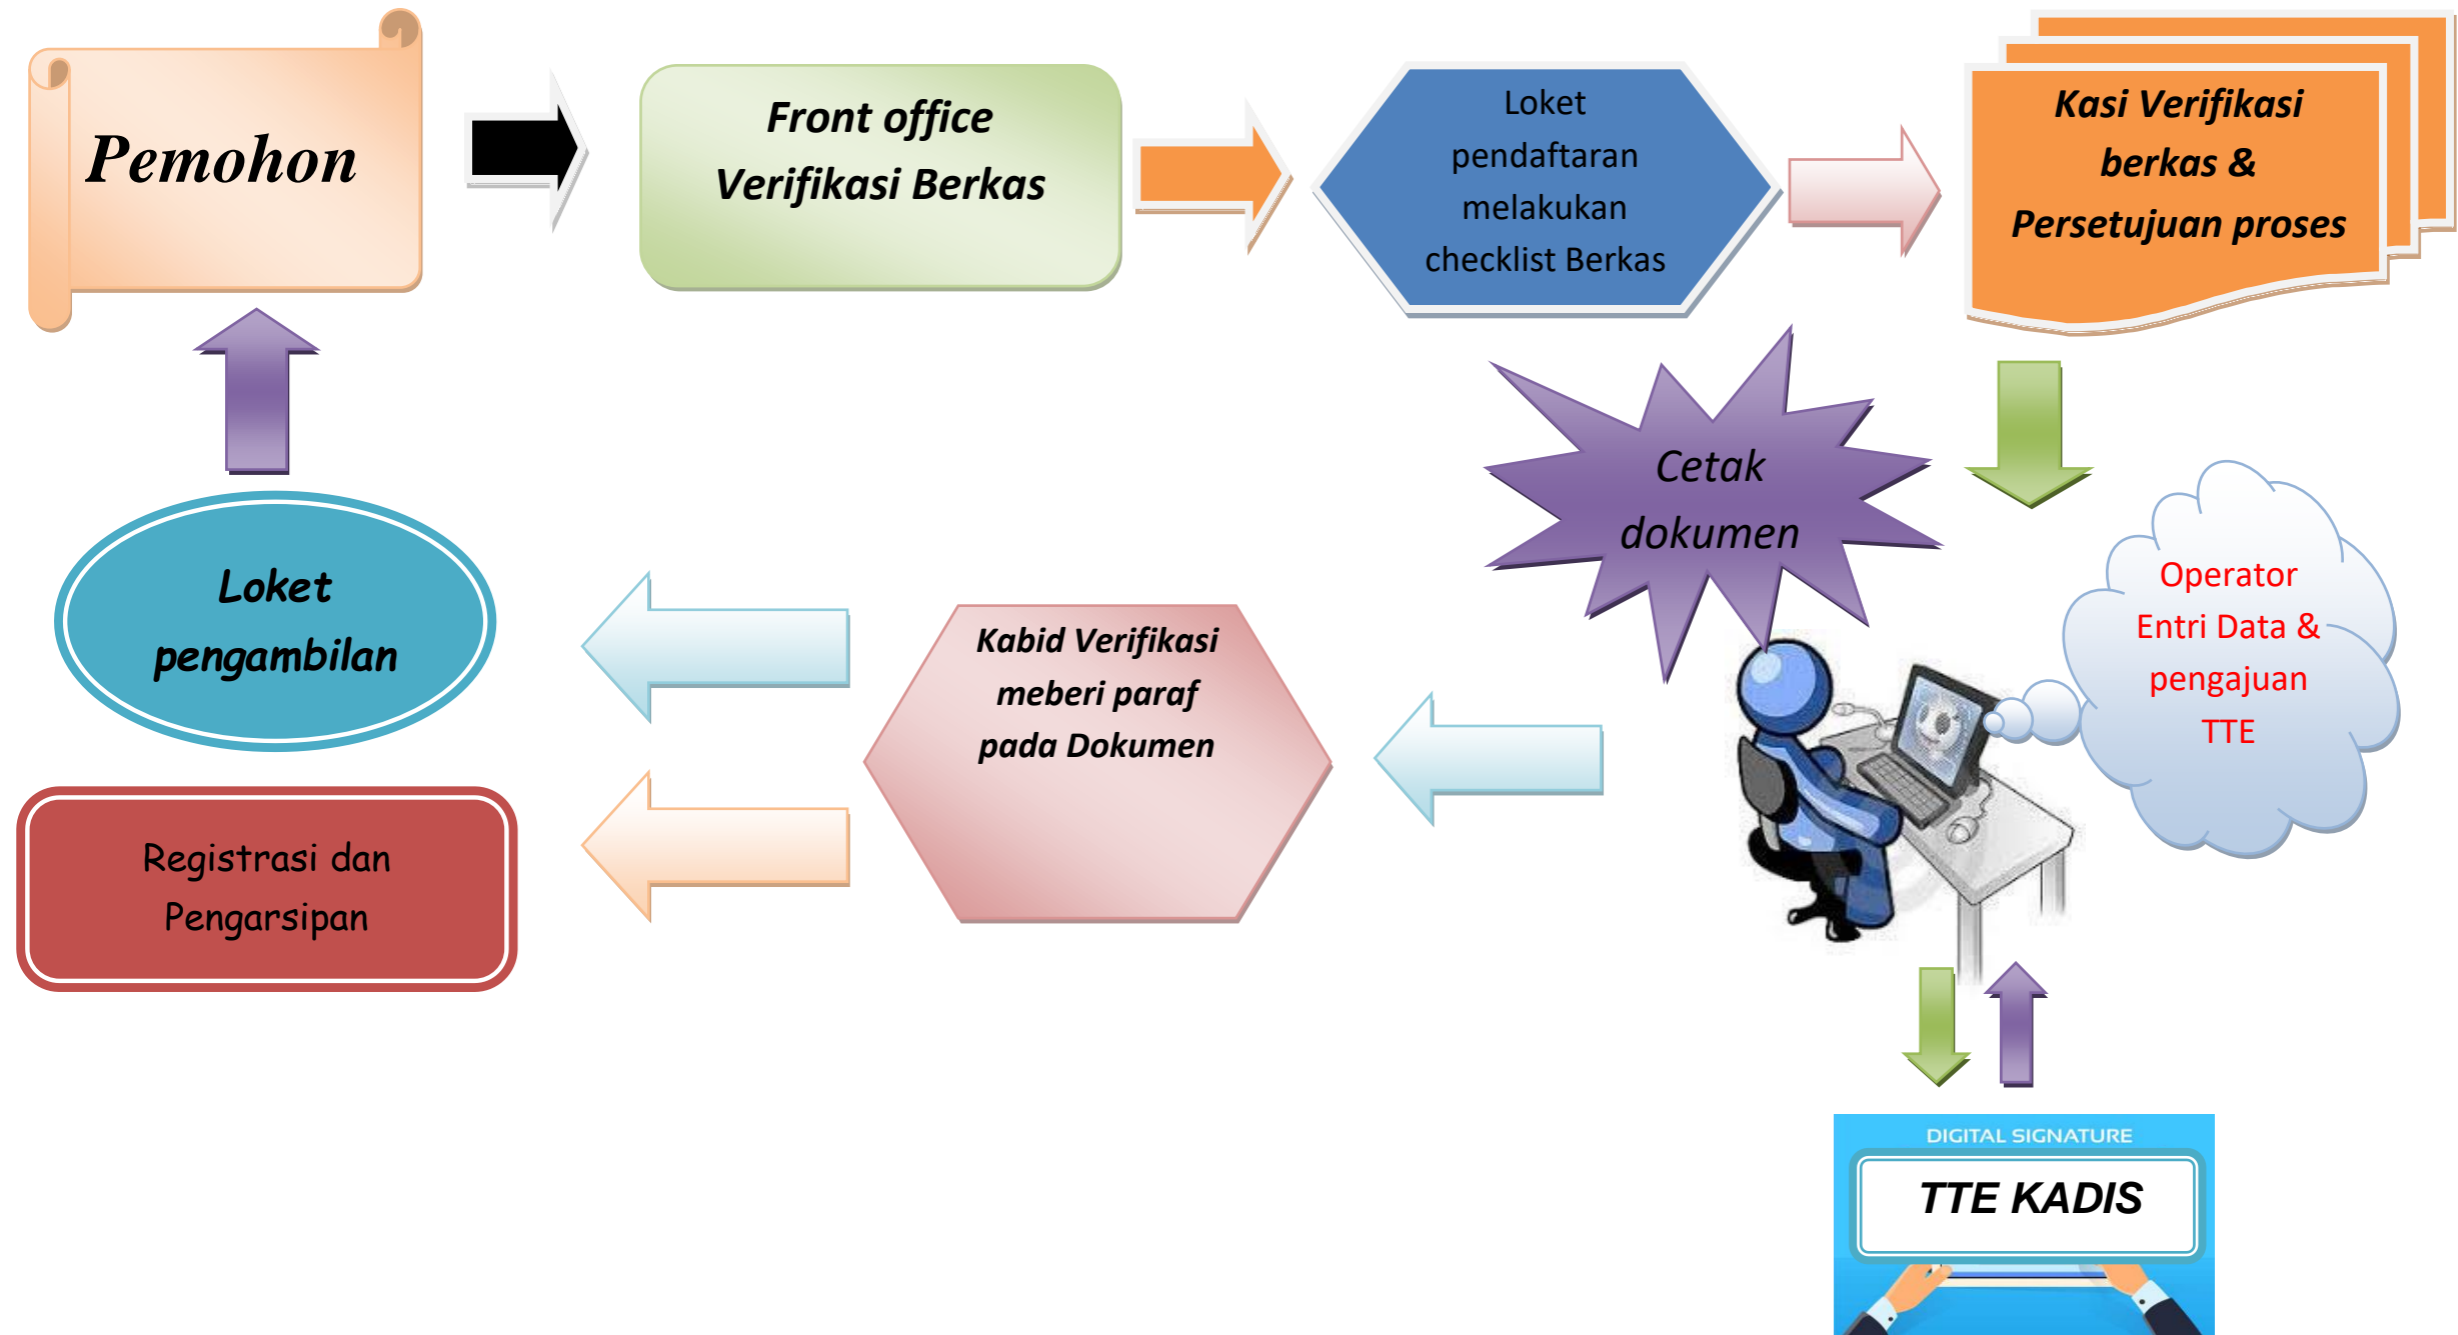 Pemohon
Front office
Verifikasi Berkas
Loket
pendaftaran
melakukan
checklist Berkas
Kasi Verifikasi
berkas &
Persetujuan proses
Cetak
dokumen
Operator
Entri Data &
pengajuan
TTE
Kabid Verifikasi
meberi paraf
pada Dokumen
Loket
pengambilan
Registrasi dan
Pengarsipan
DIGITAL SIGNATURE
TTE KADIS